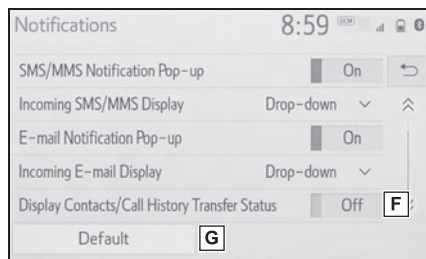 Notifications 8:59 DCM
SMS/MMS Notification Pop-up On
Incoming SMS/MMS Display Drop-down
E-mail Notification Pop-up On
Incoming E-mail Display Drop-down
Display Contacts/Call History Transfer Status Off F
Default G